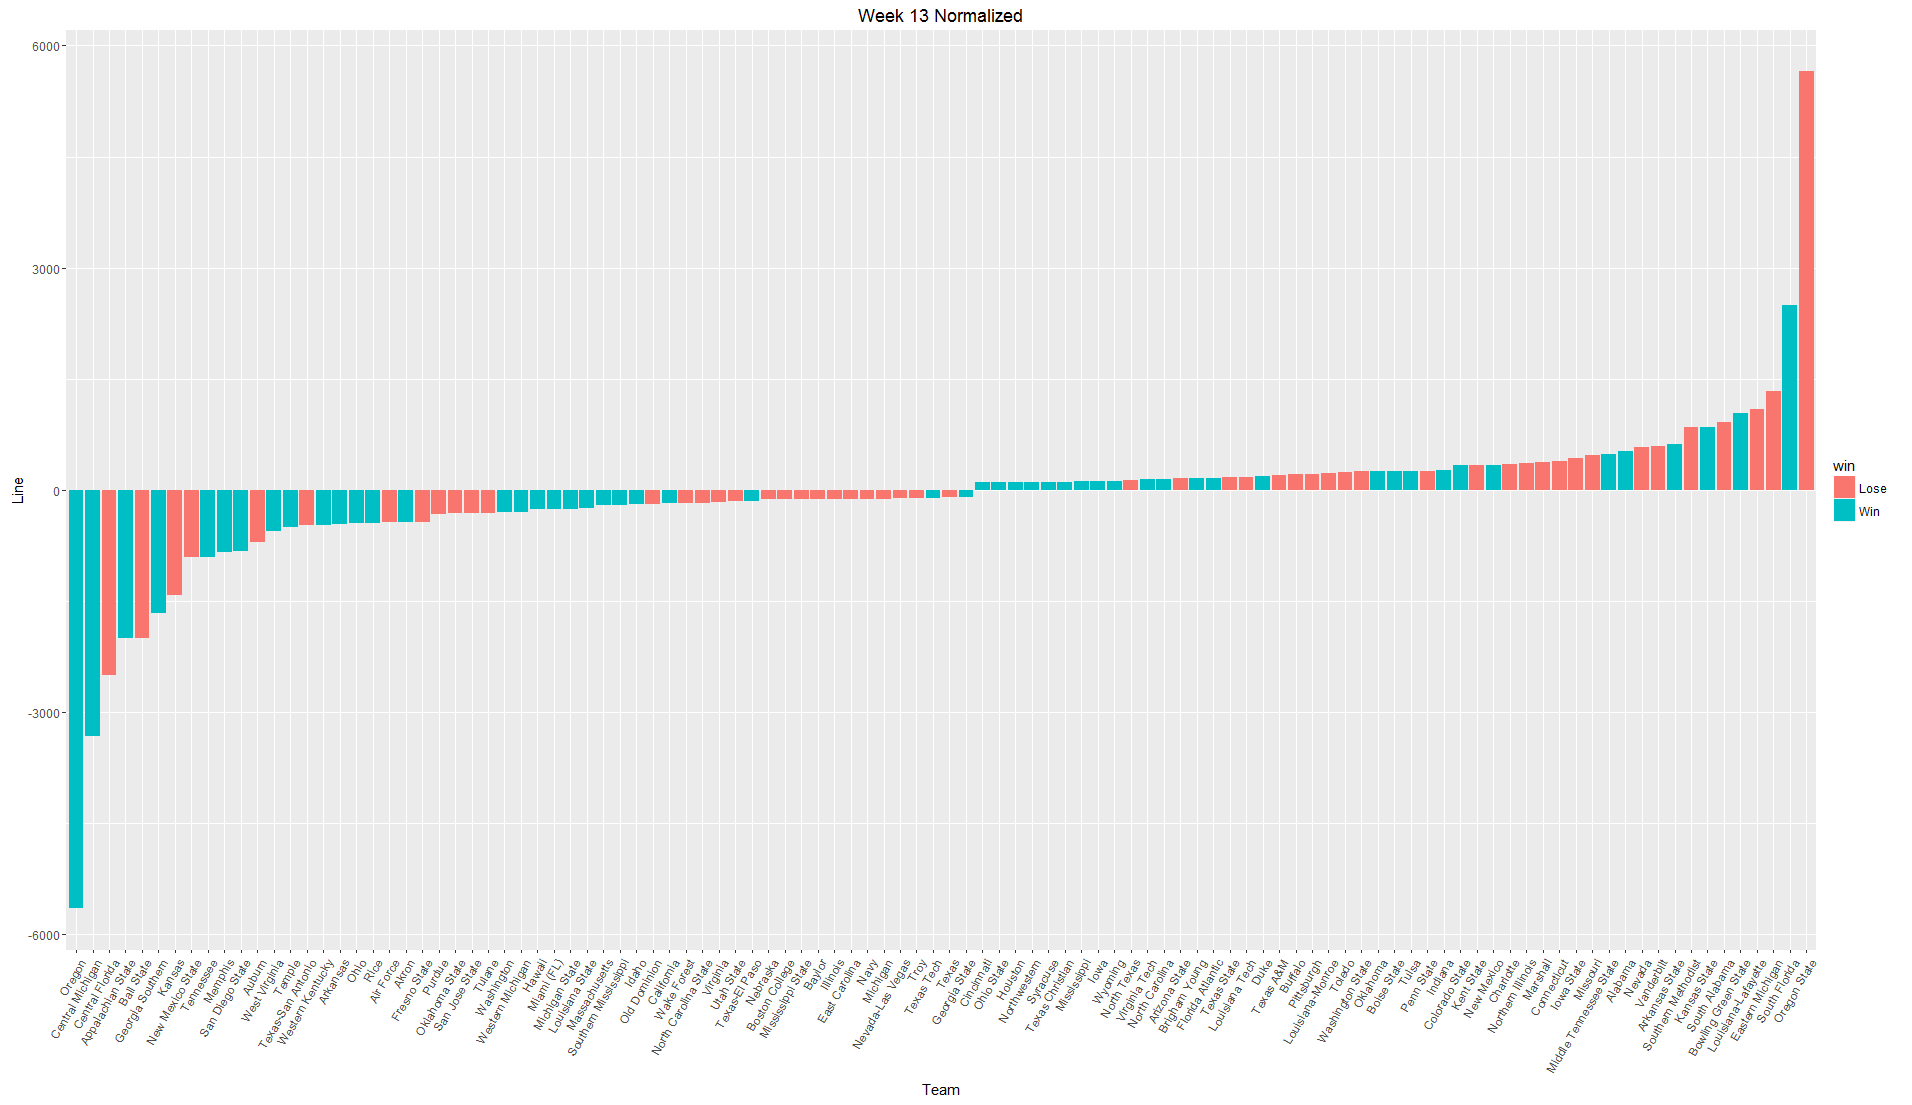 Week 13 Normalized
6000
3000
0
-3000
-6000
Line
Oregon
Central Michigan
Central Florida
Appalachian State
Ball State
Georgia Southern
Kansas
New Mexico State
Tennessee
Memphis
San Diego State
Auburn
West Virginia
Temple
Texas-San Antonio
Western Kentucky
Arkansas
Ohio
Rice
Air Force
Akron
Fresno State
Purdue
Oklahoma State
San Jose State
Tulane
Washington
Western Michigan
Hawaii
Miami (FL)
Michigan State
Louisiana State
Massachusetts
Southern Mississippi
Idaho
Old Dominion
California
Wake Forest
North Carolina State
Virginia
Utah State
Texas-El Paso
Nebraska
Boston College
Mississippi State
Baylor
Illinois
East Carolina
Navy
Michigan
Nevada-Las Vegas
Troy
Texas Tech
Texas
Georgia State
Cincinnati
Ohio State
Houston
Northwestern
Syracuse
Texas Christian
Mississippi
Iowa
Wyoming
North Texas
Virginia Tech
North Carolina
Arizona State
Brigham Young
Florida Atlantic
Texas State
Louisiana Tech
Duke
Texas A&M
Buffalo
Pittsburgh
Louisiana-Monroe
Toledo
Washington State
Oklahoma
Boise State
Tulsa
Penn State
Indiana
Colorado State
Kent State
New Mexico
Charlotte
Northern Illinois
Marshall
Connecticut
Iowa State
Missouri
Middle Tennessee State
Alabama
Nevada
Vanderbilt
Arkansas State
Southern Methodist
Kansas State
South Alabama
Bowling Green State
Louisiana-Lafayette
Eastern Michigan
South Florida
Oregon State
Team
win
Lose
Win